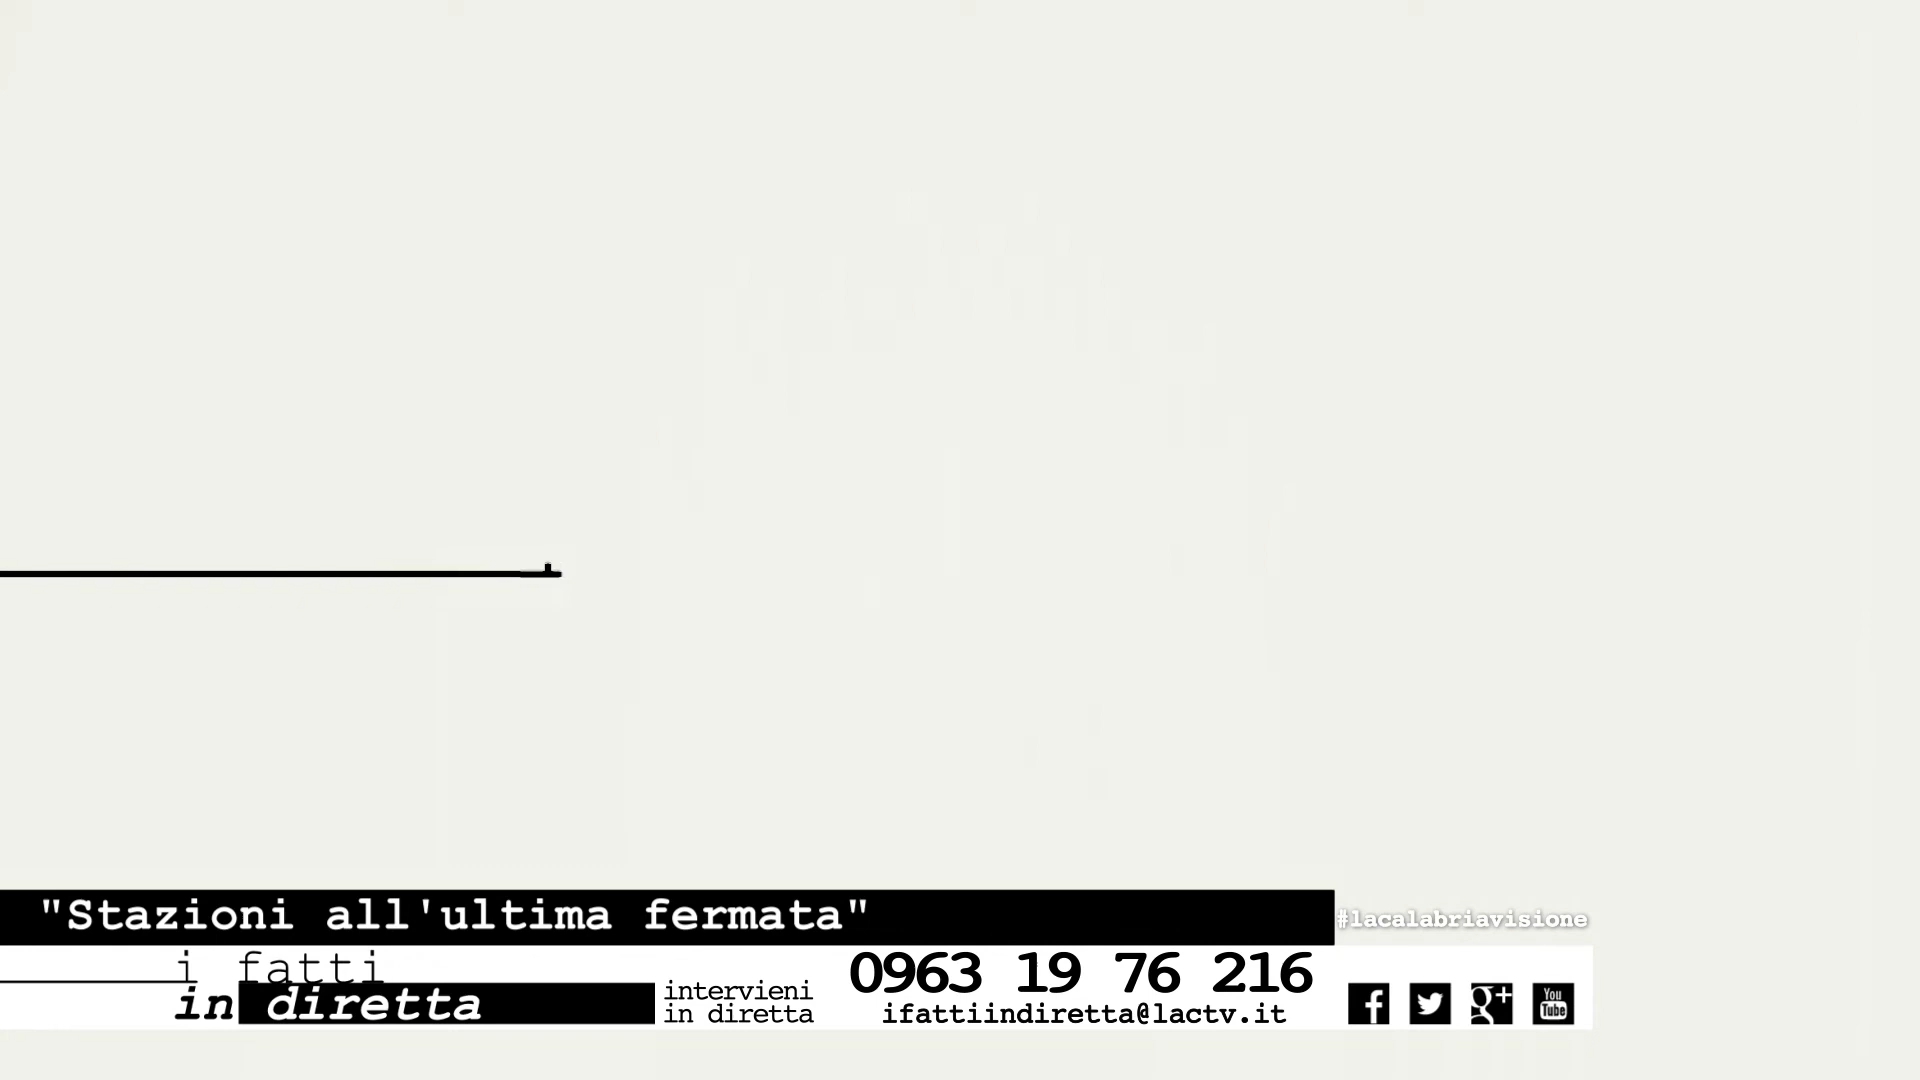 "Stazioni all'ultima fermata"
#lacalabriavisione
i fatti
in diretta
intervieni
in diretta
0963 19 76 216
ifattiindiretta@lactv.it
f
g+
You
Tube